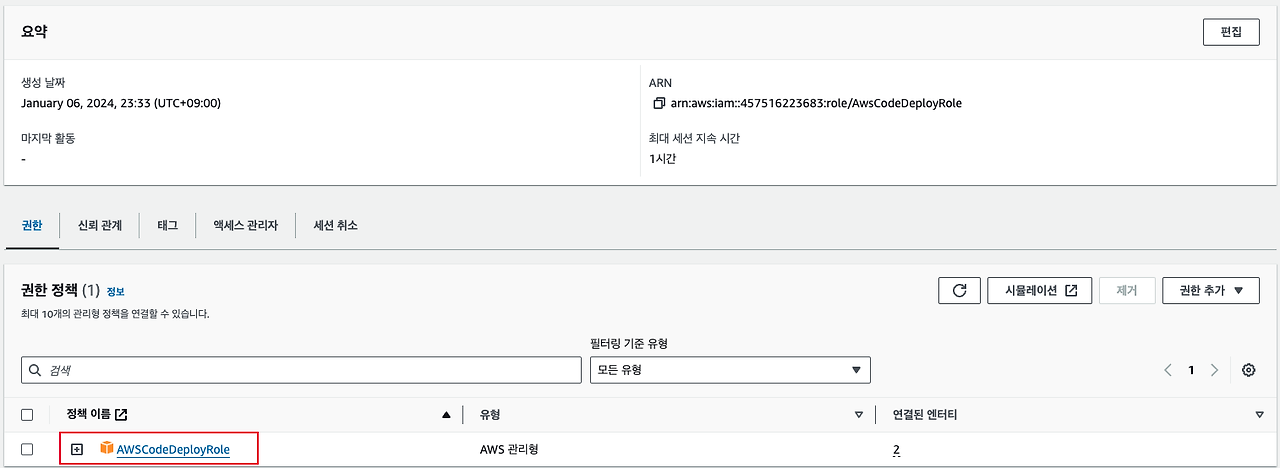 요약
편집
생성 날짜
January 06, 2024, 23:33 (UTC+09:00)
ARN
arn:aws:iam::457516223683:role/AwsCodeDeployRole
마지막 활동
-
최대 세션 지속 시간
1시간
권한 신뢰 관계 태그 액세스 관리자 세션 취소
권한 정책 (1) 정보
시뮬레이션 제거 권한 추가
최대 10개의 관리형 정책을 연결할 수 있습니다.
필터링 기준 유형
검색 모든 유형 1
정책 이름 유형 연결된 엔터티
AWSCodeDeployRole AWS 관리형 2